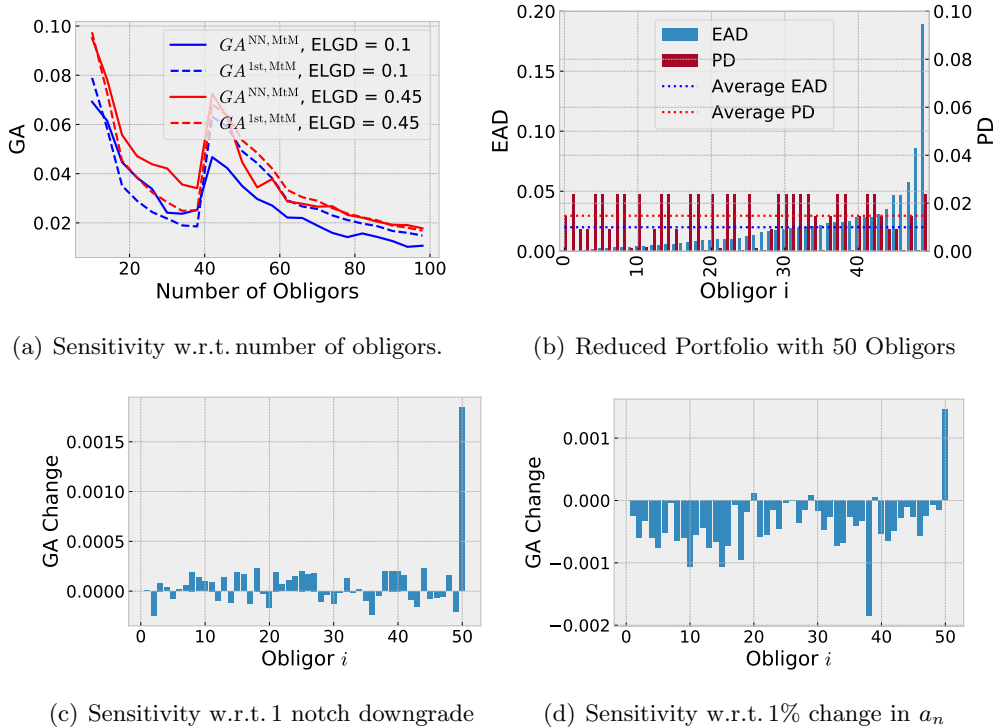 GA
0.10
0.08
0.06
0.04
0.02
20
40
60
80
100
Number of Obligors
GA^{NN, MtM}, ELGD = 0.1
GA^{1st, MtM}, ELGD = 0.1
GA^{NN, MtM}, ELGD = 0.45
GA^{1st, MtM}, ELGD = 0.45
(a) Sensitivity w.r.t. number of obligors.
EAD
0.20
0.15
0.10
0.05
0.00
0
10
20
30
40
Obligor i
PD
0.10
0.08
0.06
0.04
0.02
0.00
EAD
PD
Average EAD
Average PD
(b) Reduced Portfolio with 50 Obligors
GA Change
0.0015
0.0010
0.0005
0.0000
0
10
20
30
40
50
Obligor i
(c) Sensitivity w.r.t. 1 notch downgrade
GA Change
0.001
0.000
−0.001
−0.002
0
10
20
30
40
50
Obligor i
(d) Sensitivity w.r.t. 1% change in a_n